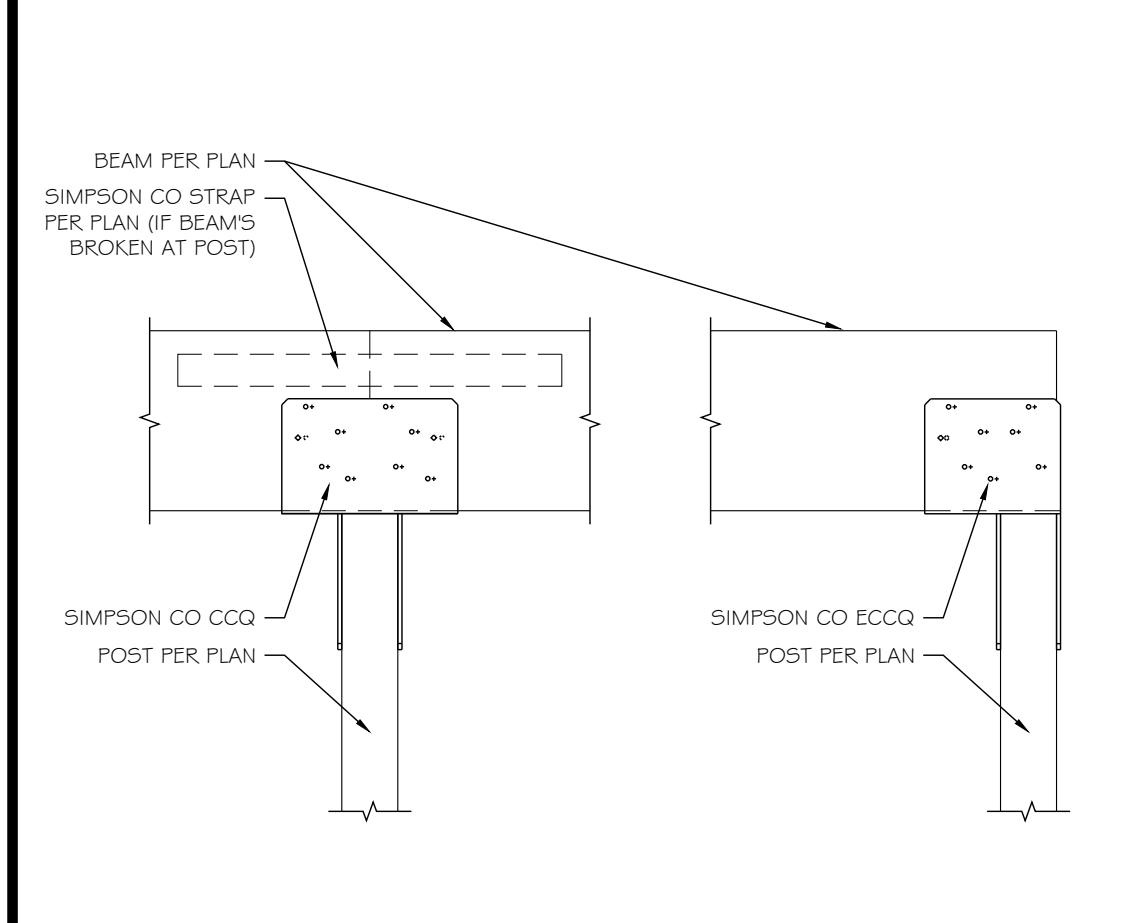 BEAM PER PLAN
SIMPSON CO STRAP
PER PLAN (IF BEAM'S
BROKEN AT POST)
SIMPSON CO CCQ
POST PER PLAN
SIMPSON CO ECCQ
POST PER PLAN